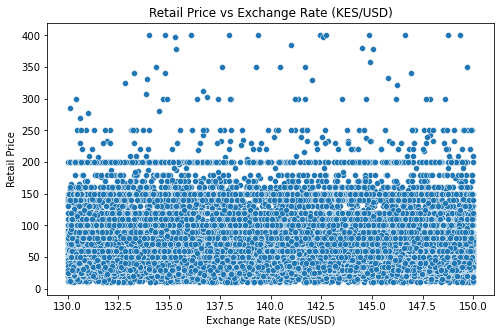 Retail Price vs Exchange Rate (KES/USD)
Retail Price
400
350
300
250
200
150
100
50
0
130.0 132.5 135.0 137.5 140.0 142.5 145.0 147.5 150.0
Exchange Rate (KES/USD)